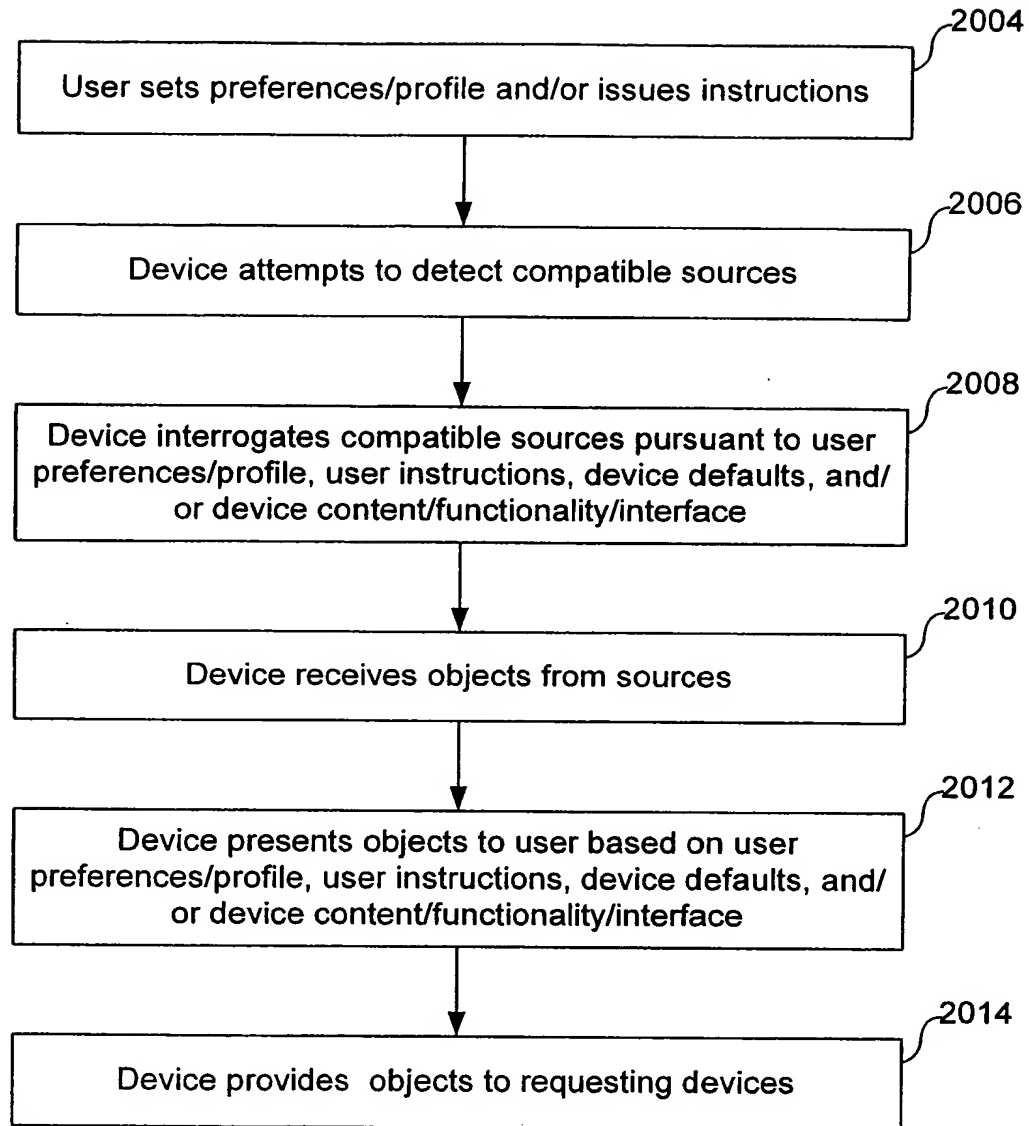 2004
User sets preferences/profile and/or issues instructions
2006
Device attempts to detect compatible sources
2008
Device interrogates compatible sources pursuant to user
preferences/profile, user instructions, device defaults, and/
or device content/functionality/interface
2010
Device receives objects from sources
2012
Device presents objects to user based on user
preferences/profile, user instructions, device defaults, and/
or device content/functionality/interface
2014
Device provides objects to requesting devices